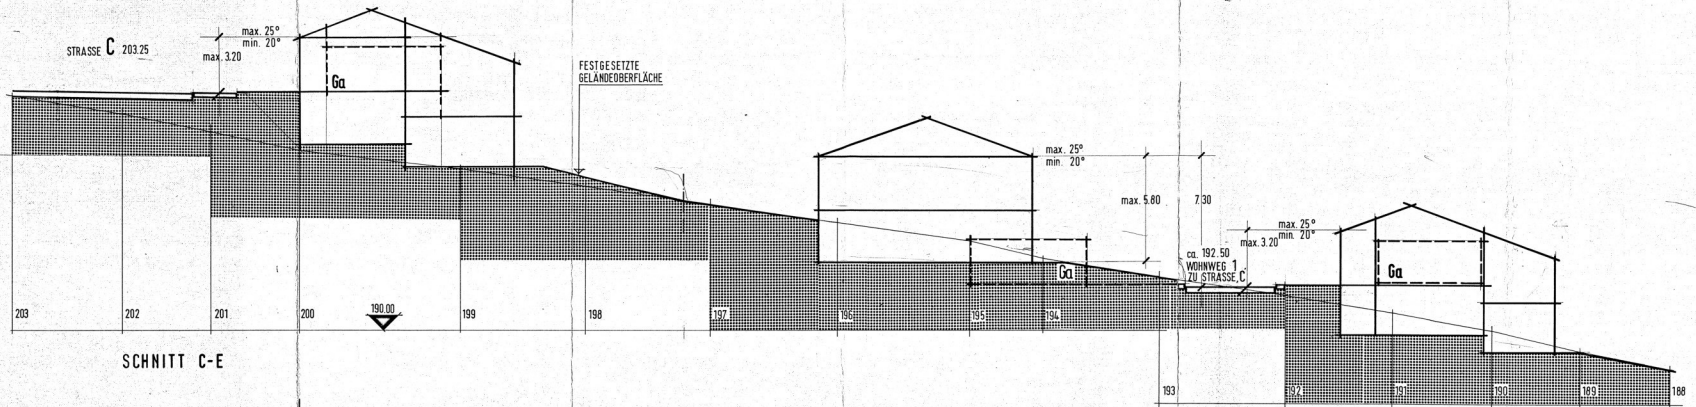 STRASSE C 203.25
max. 3.20
max. 25°
min. 20°
Ga
FESTGESETZTE
GELÄNDEOBERFLÄCHE
max. 25°
min. 20°
max. 5.80
7.30
Ga
ca. 192.50
WOHNWEG 1
ZU STRASSE „C“
max. 3.20
max. 25°
min. 20°
Ga
203
202
201
200
190.00
199
198
197
196
195
194
193
192
191
190
189
188
SCHNITT C-E